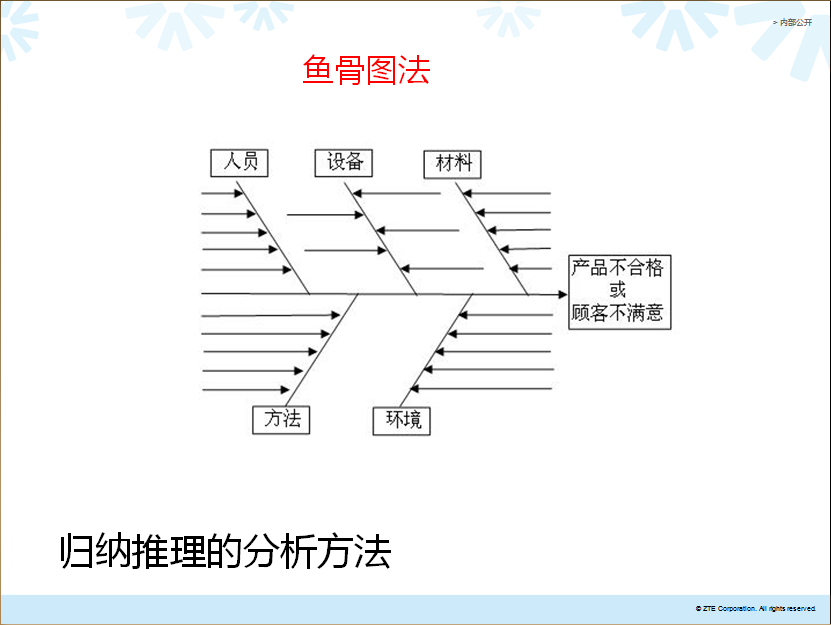 > 内部公开
鱼骨图法
人员
设备
材料
产品不合格
或
顾客不满意
方法
环境
归纳推理的分析方法
© ZTE Corporation. All rights reserved.